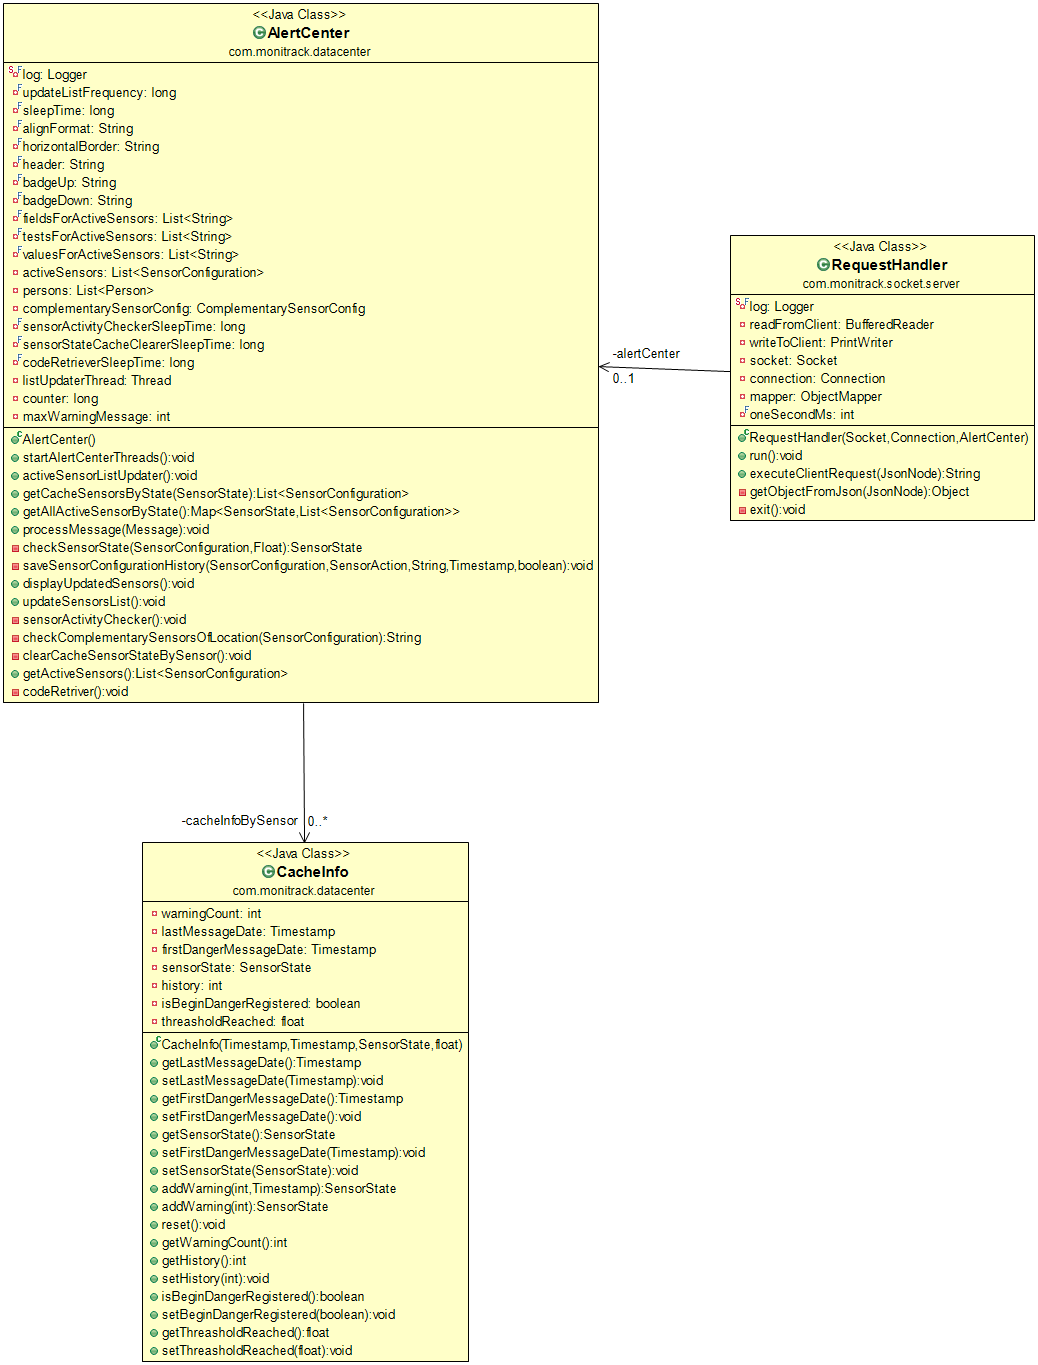 <<Java Class>>
AlertCenter
com.monitrack.datacenter
log: Logger
updateListFrequency: long
sleepTime: long
alignFormat: String
horizontalBorder: String
header: String
badgeUp: String
badgeDown: String
fieldsForActiveSensors: List<String>
testsForActiveSensors: List<String>
valuesForActiveSensors: List<String>
activeSensors: List<SensorConfiguration>
persons: List<Person>
complementarySensorConfig: ComplementarySensorConfig
sensorActivityCheckerSleepTime: long
sensorStateCacheClearerSleepTime: long
codeRetrieverSleepTime: long
listUpdaterThread: Thread
counter: long
maxWarningMessage: int
AlertCenter()
startAlertCenterThreads():void
activeSensorListUpdater():void
getCacheSensorsByState(SensorState):List<SensorConfiguration>
getAllActiveSensorByState():Map<SensorState,List<SensorConfiguration>>
processMessage(Message):void
checkSensorState(SensorConfiguration,Float):SensorState
saveSensorConfigurationHistory(SensorConfiguration,SensorAction,String,Timestamp,boolean):void
displayUpdatedSensors():void
updateSensorsList():void
sensorActivityChecker():void
checkComplementarySensorsOfLocation(SensorConfiguration):String
clearCacheSensorStateBySensor():void
getActiveSensors():List<SensorConfiguration>
codeRetriver():void
<<Java Class>>
RequestHandler
com.monitrack.socket.server
log: Logger
readFromClient: BufferedReader
writeToClient: PrintWriter
socket: Socket
connection: Connection
mapper: ObjectMapper
oneSecondMs: int
RequestHandler(Socket,Connection,AlertCenter)
run():void
executeClientRequest(JsonNode):String
getObjectFromJson(JsonNode):Object
exit():void
-alertCenter
0..1
-cacheInfoBySensor 0..*
<<Java Class>>
CacheInfo
com.monitrack.datacenter
warningCount: int
lastMessageDate: Timestamp
firstDangerMessageDate: Timestamp
sensorState: SensorState
history: int
isBeginDangerRegistered: boolean
threasholdReached: float
CacheInfo(Timestamp,Timestamp,SensorState,float)
getLastMessageDate():Timestamp
setLastMessageDate(Timestamp):void
getFirstDangerMessageDate():Timestamp
setFirstDangerMessageDate():void
getSensorState():SensorState
setFirstDangerMessageDate(Timestamp):void
setSensorState(SensorState):void
addWarning(int,Timestamp):SensorState
addWarning(int):SensorState
reset():void
getWarningCount():int
getHistory():int
setHistory(int):void
isBeginDangerRegistered():boolean
setBeginDangerRegistered(boolean):void
getThreasholdReached():float
setThreasholdReached(float):void